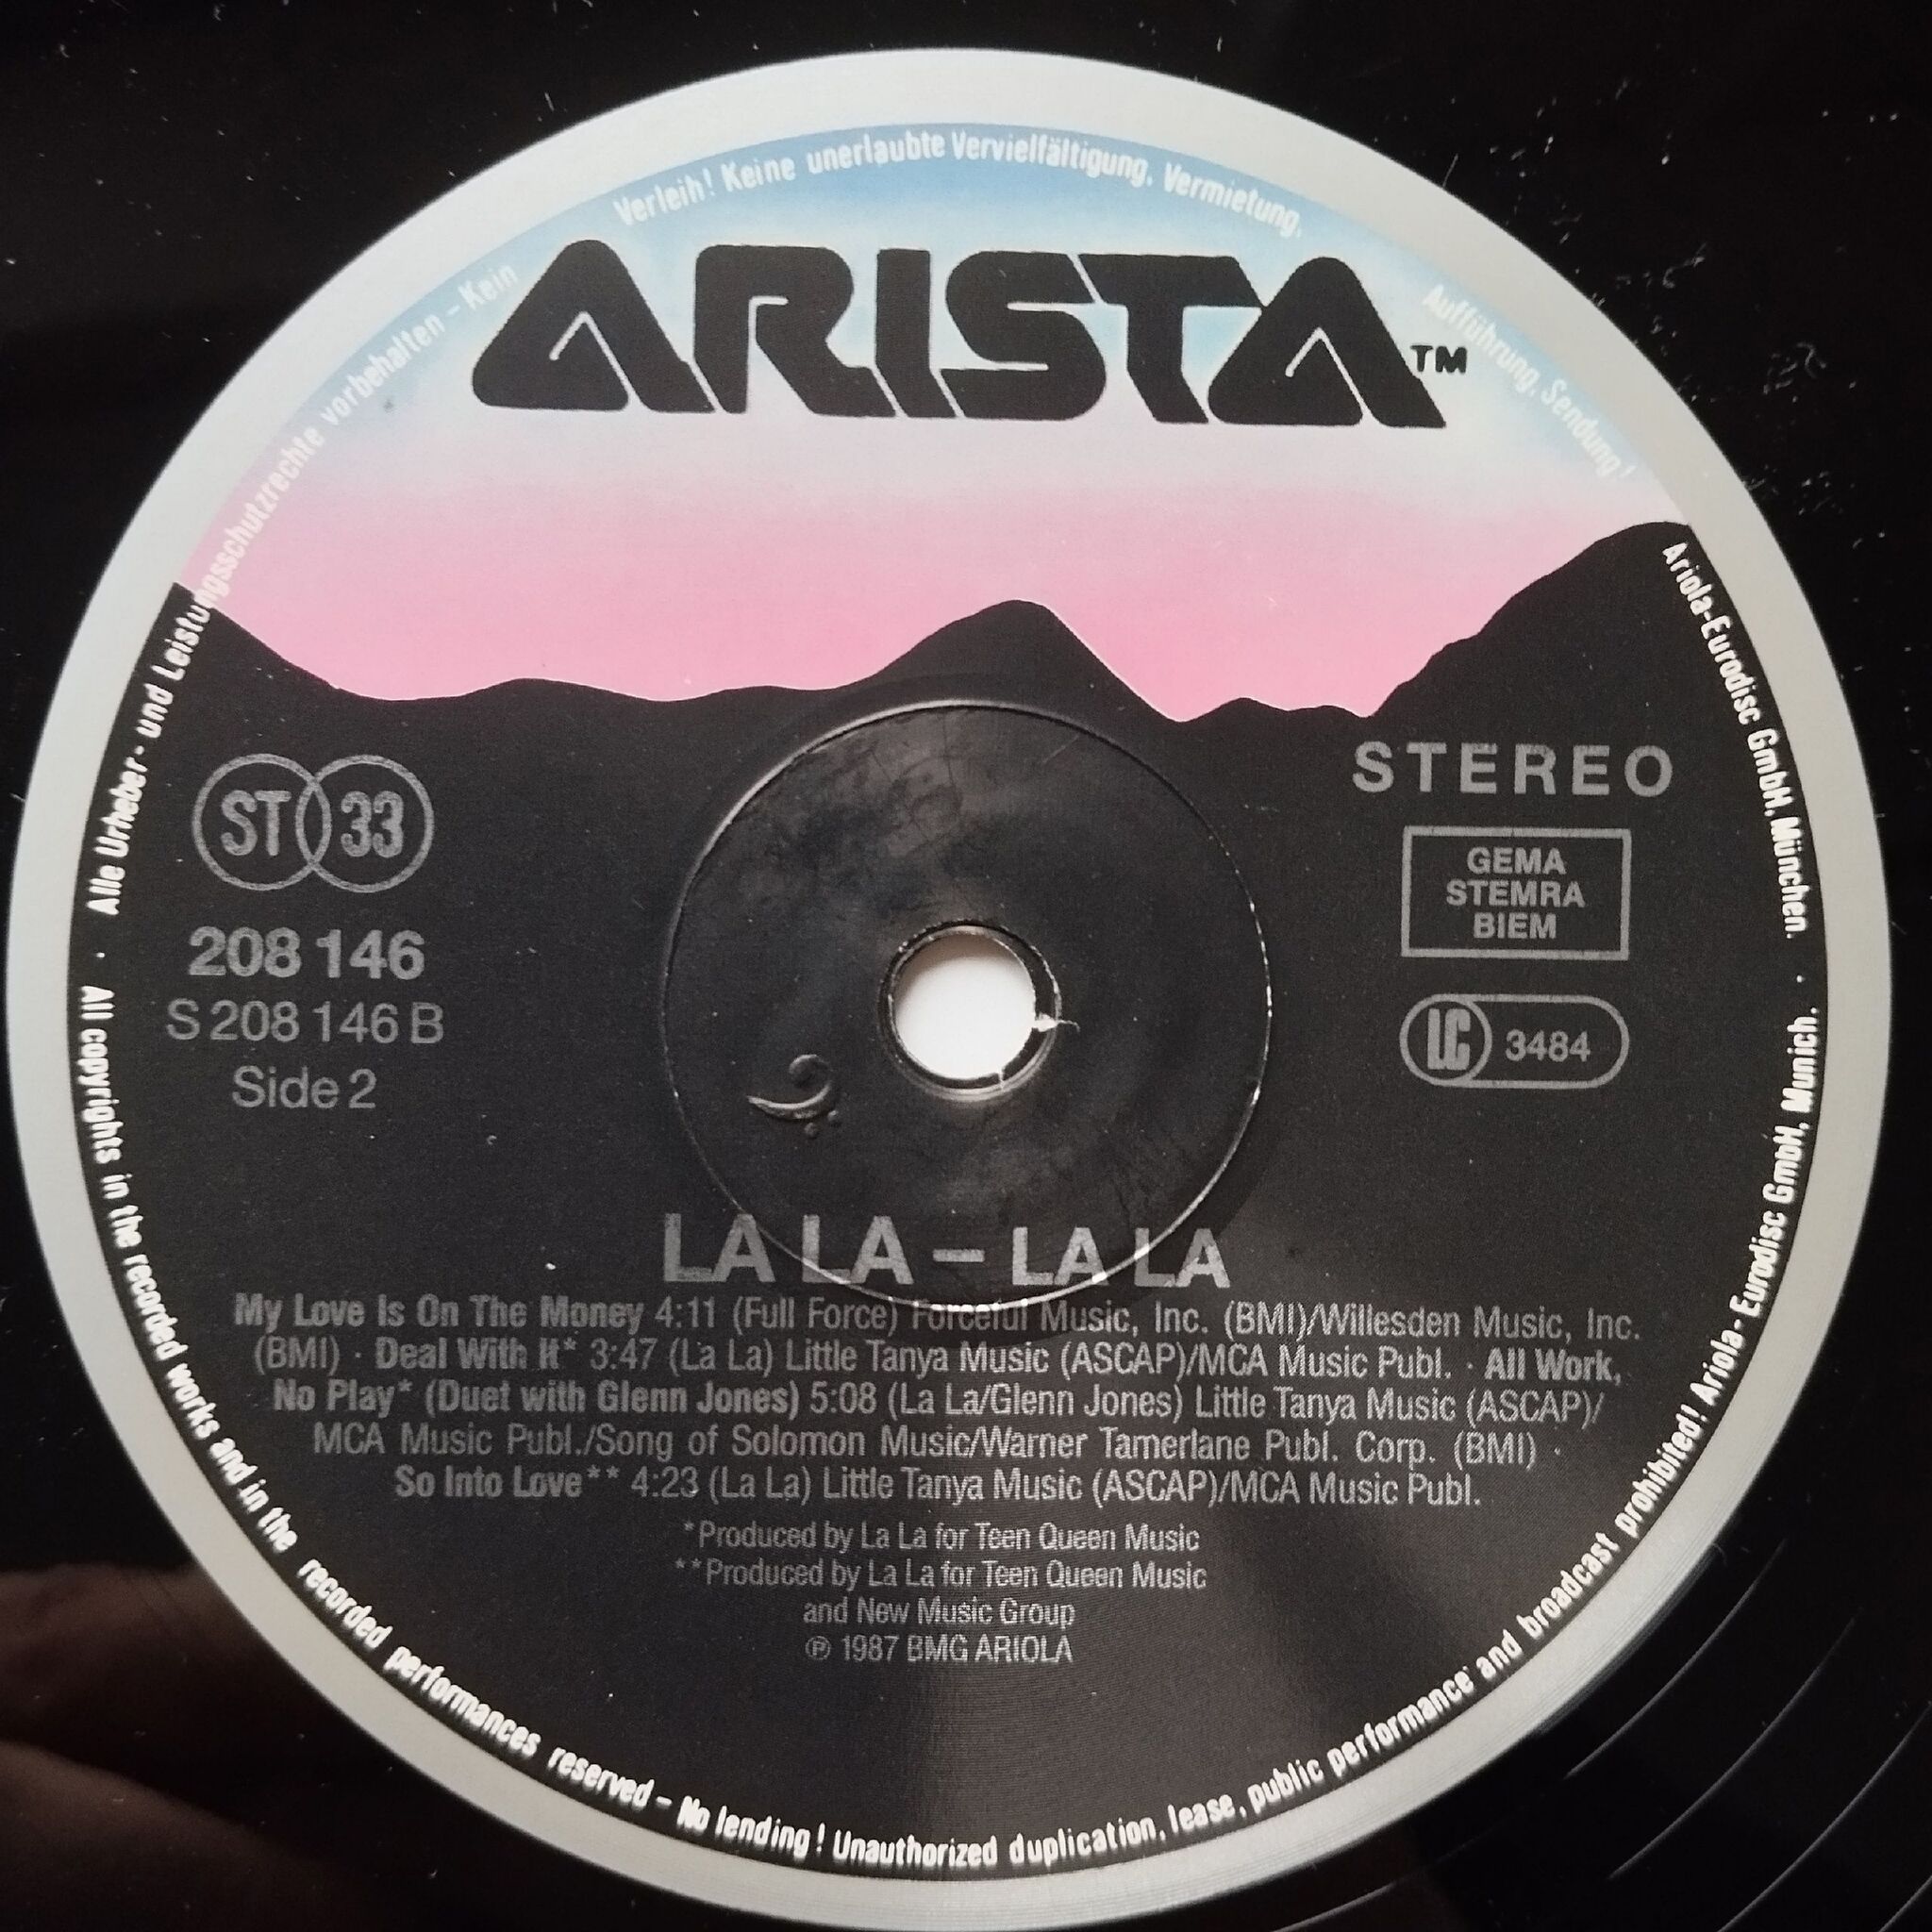 Alle Urheber- und Leistungsschutzrechte vorbehalten – Kein Verleih! Keine unerlaubte Vervielfältigung, Vermietung, Aufführung, Sendung!
ARISTA™
Ariola-Eurodisc GmbH, München.
ST 33
STEREO
GEMA
STEMRA
BIEM
208 146
S 208 146 B
Side 2
LC 3484
LA LA – LA LA
My Love Is On The Money 4:11 (Full Force) Forceful Music, Inc. (BMI)/Willesden Music, Inc.
(BMI) · Deal With It* 3:47 (La La) Little Tanya Music (ASCAP)/MCA Music Publ. · All Work,
No Play* (Duet with Glenn Jones) 5:08 (La La/Glenn Jones) Little Tanya Music (ASCAP)/
MCA Music Publ./Song of Solomon Music/Warner Tamerlane Publ. Corp. (BMI) ·
So Into Love** 4:23 (La La) Little Tanya Music (ASCAP)/MCA Music Publ.
*Produced by La La for Teen Queen Music
**Produced by La La for Teen Queen Music
and New Music Group
℗ 1987 BMG ARIOLA
All copyrights in the recorded works and in the recorded performances reserved – No lending! Unauthorized duplication, lease, public performance and broadcast prohibited! Ariola-Eurodisc GmbH, Munich.